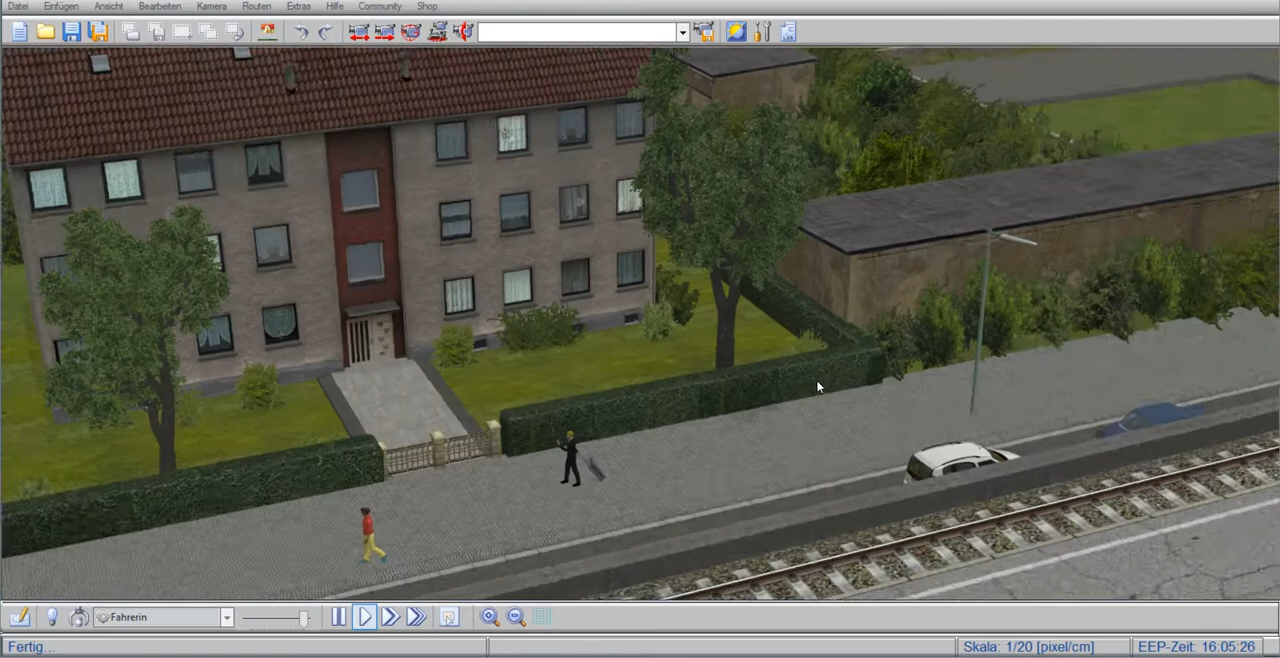 Datei Einfügen Ansicht Bearbeiten Kamera Routen Extras Hilfe Community Shop
Fahrerin
Fertig... Skala: 1/20 [pixel/cm] EEP-Zeit: 16:05:26